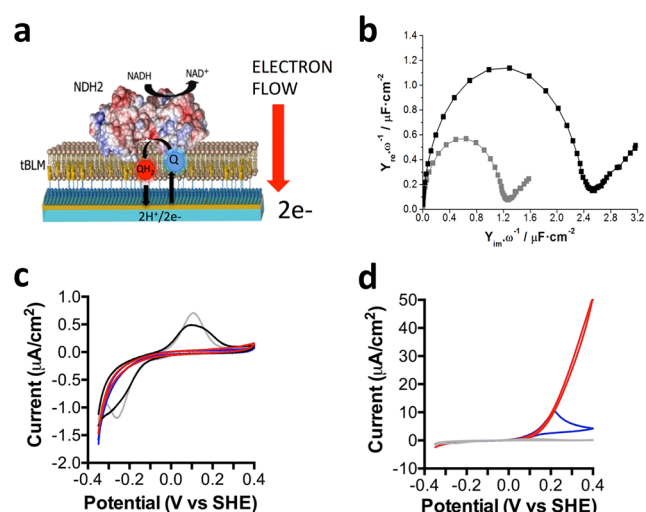 a
NADH NAD⁺
NDH2
ELECTRON
FLOW
tBLM
QH₂
Q
2H⁺/2e-
2e-
b
Y_re.ω⁻¹ / μF·cm⁻²
1.4
1.2
1.0
0.8
0.6
0.4
0.2
0.0
0.0 0.4 0.8 1.2 1.6 2.0 2.4 2.8 3.2
Y_im.ω⁻¹ / μF·cm⁻²
c
Current (μA/cm²)
1.0
0.5
0.0
-0.5
-1.0
-1.5
-2.0
-0.4 -0.2 0.0 0.2 0.4
Potential (V vs SHE)
d
Current (μA/cm²)
50
40
30
20
10
0
-10
-0.4 -0.2 0.0 0.2 0.4
Potential (V vs SHE)